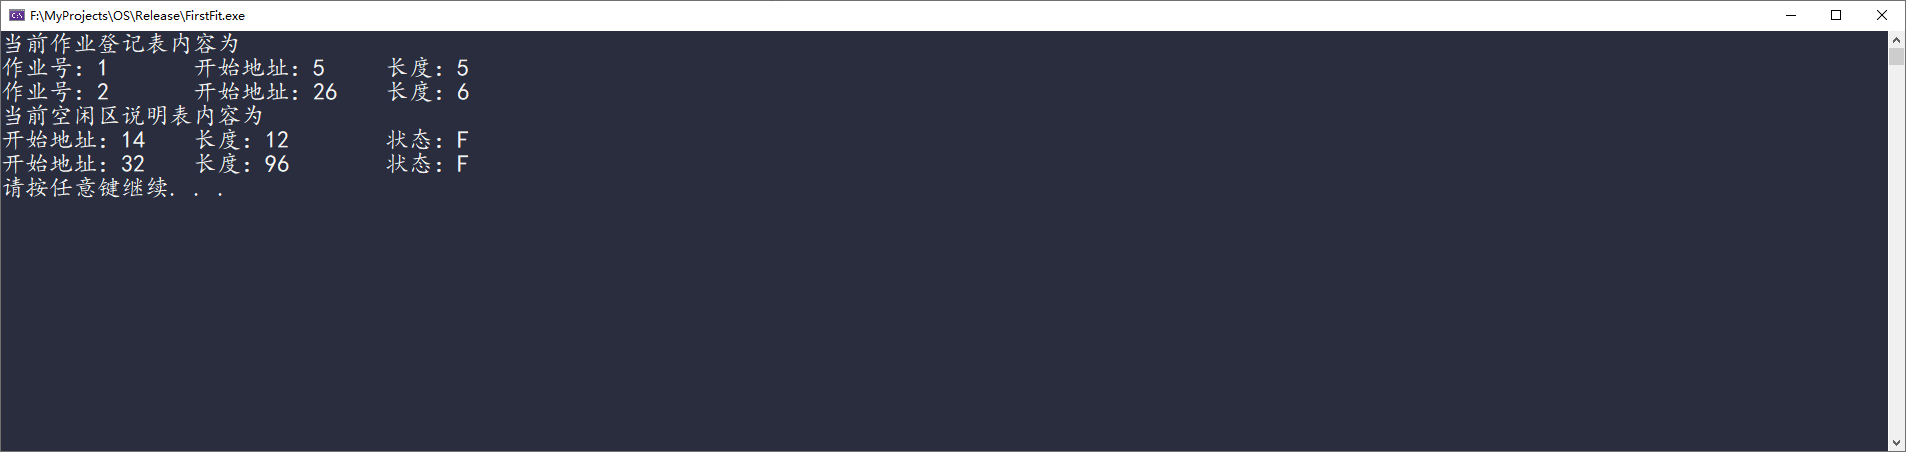 F:\MyProjects\OS\Release\FirstFit.exe
当前作业登记表内容为
作业号：1 开始地址：5 长度：5
作业号：2 开始地址：26 长度：6
当前空闲区说明表内容为
开始地址：14 长度：12 状态：F
开始地址：32 长度：96 状态：F
请按任意键继续. . .